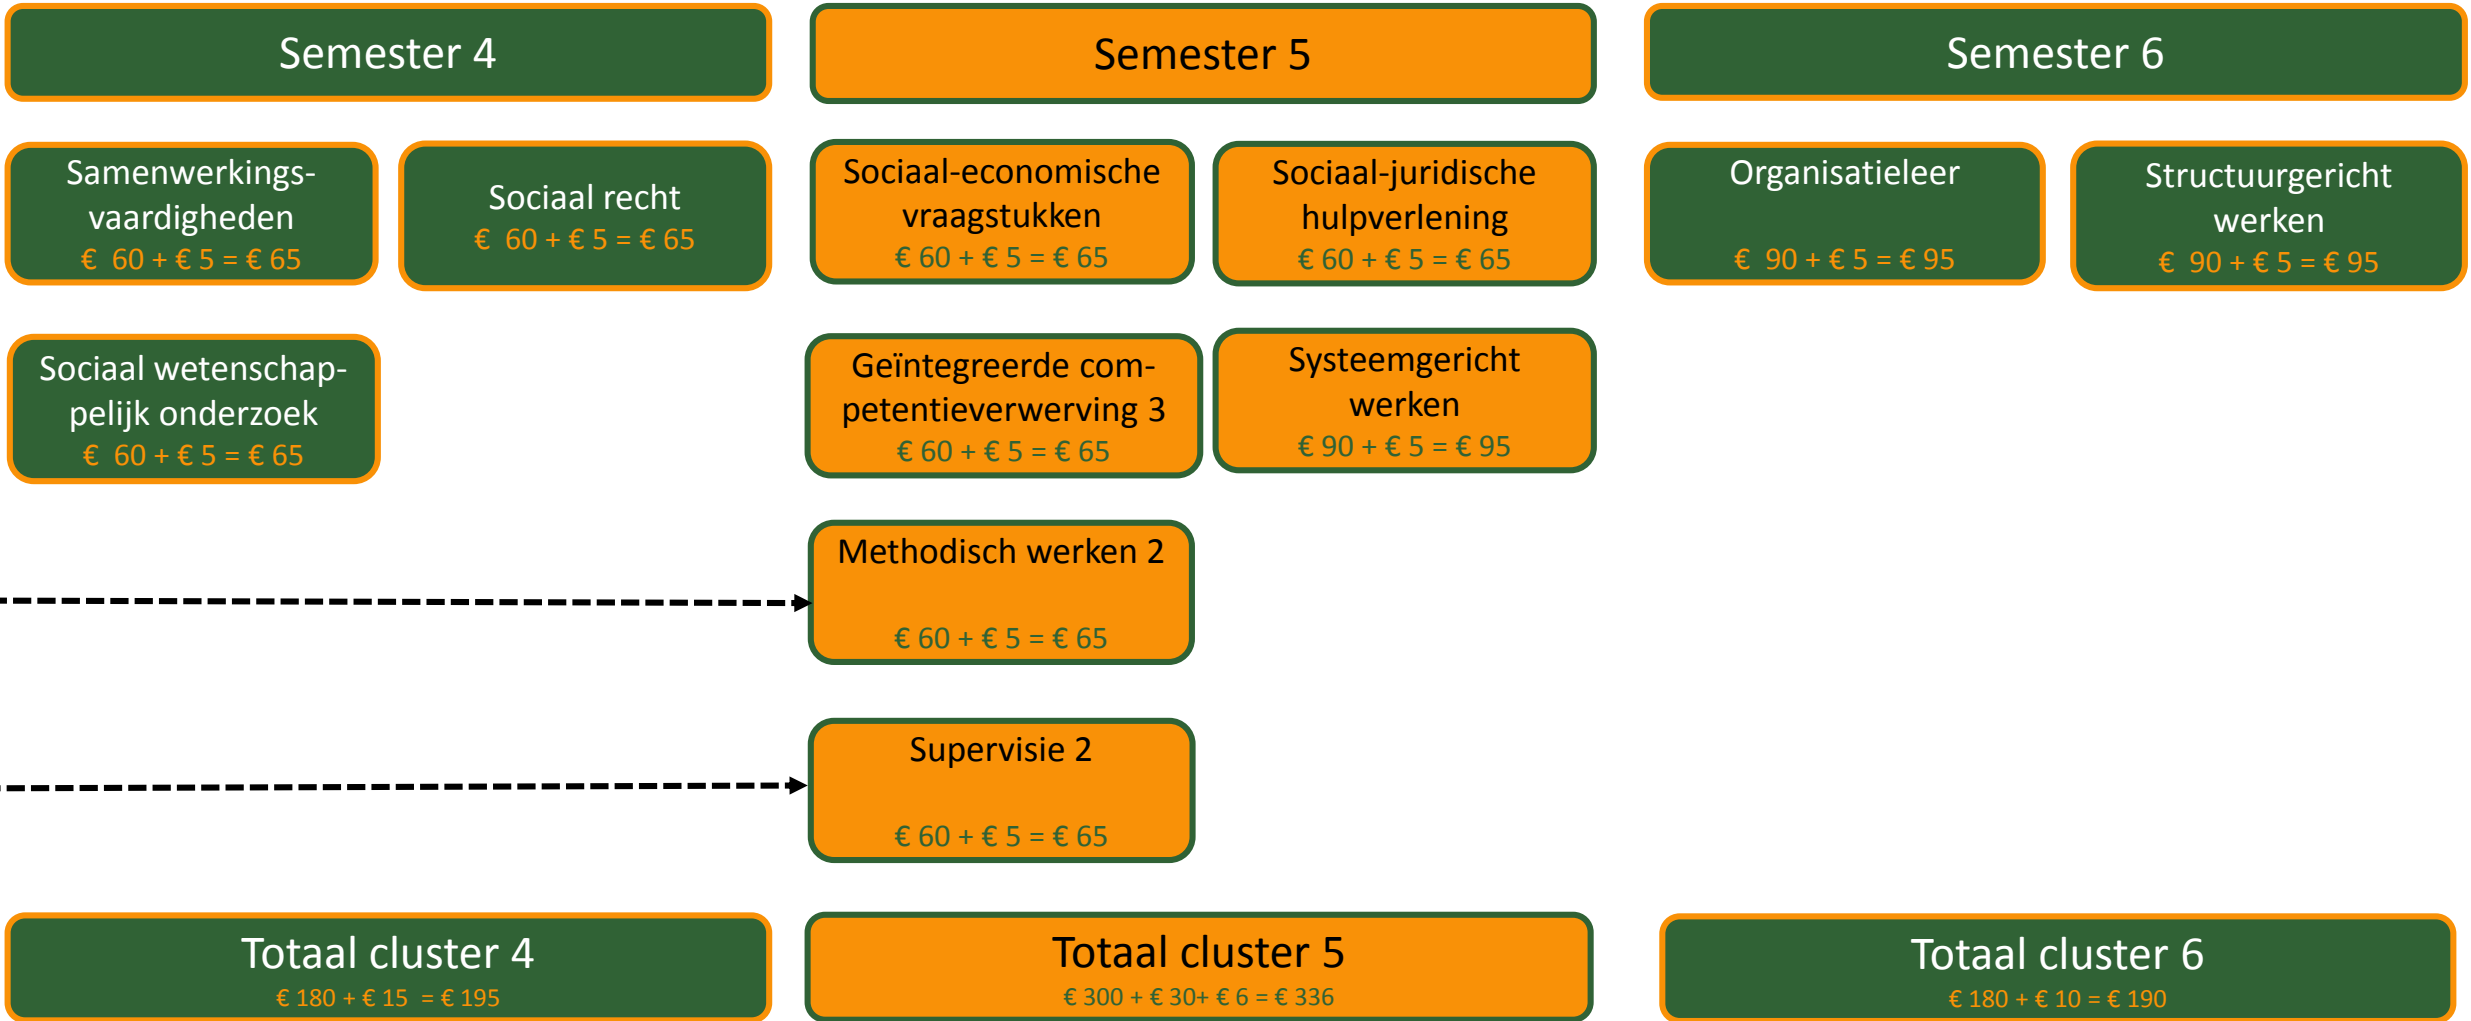 Semester 4
Semester 5
Semester 6
Samenwerkings-
vaardigheden
€  60 + € 5 = € 65
Sociaal recht
€  60 + € 5 = € 65
Sociaal-economische
vraagstukken
€ 60 + € 5 = € 65
Sociaal-juridische
hulpverlening
€ 60 + € 5 = € 65
Organisatieleer
€  90 + € 5 = € 95
Structuurgericht
werken
€  90 + € 5 = € 95
Sociaal wetenschap-
pelijk onderzoek
€  60 + € 5 = € 65
Geïntegreerde com-
petentieverwerving 3
€ 60 + € 5 = € 65
Systeemgericht
werken
€ 90 + € 5 = € 95
Methodisch werken 2
€ 60 + € 5 = € 65
Supervisie 2
€ 60 + € 5 = € 65
Totaal cluster 4
€ 180 + € 15  = € 195
Totaal cluster 5
€ 300 + € 30+ € 6 = € 336
Totaal cluster 6
€ 180 + € 10 = € 190